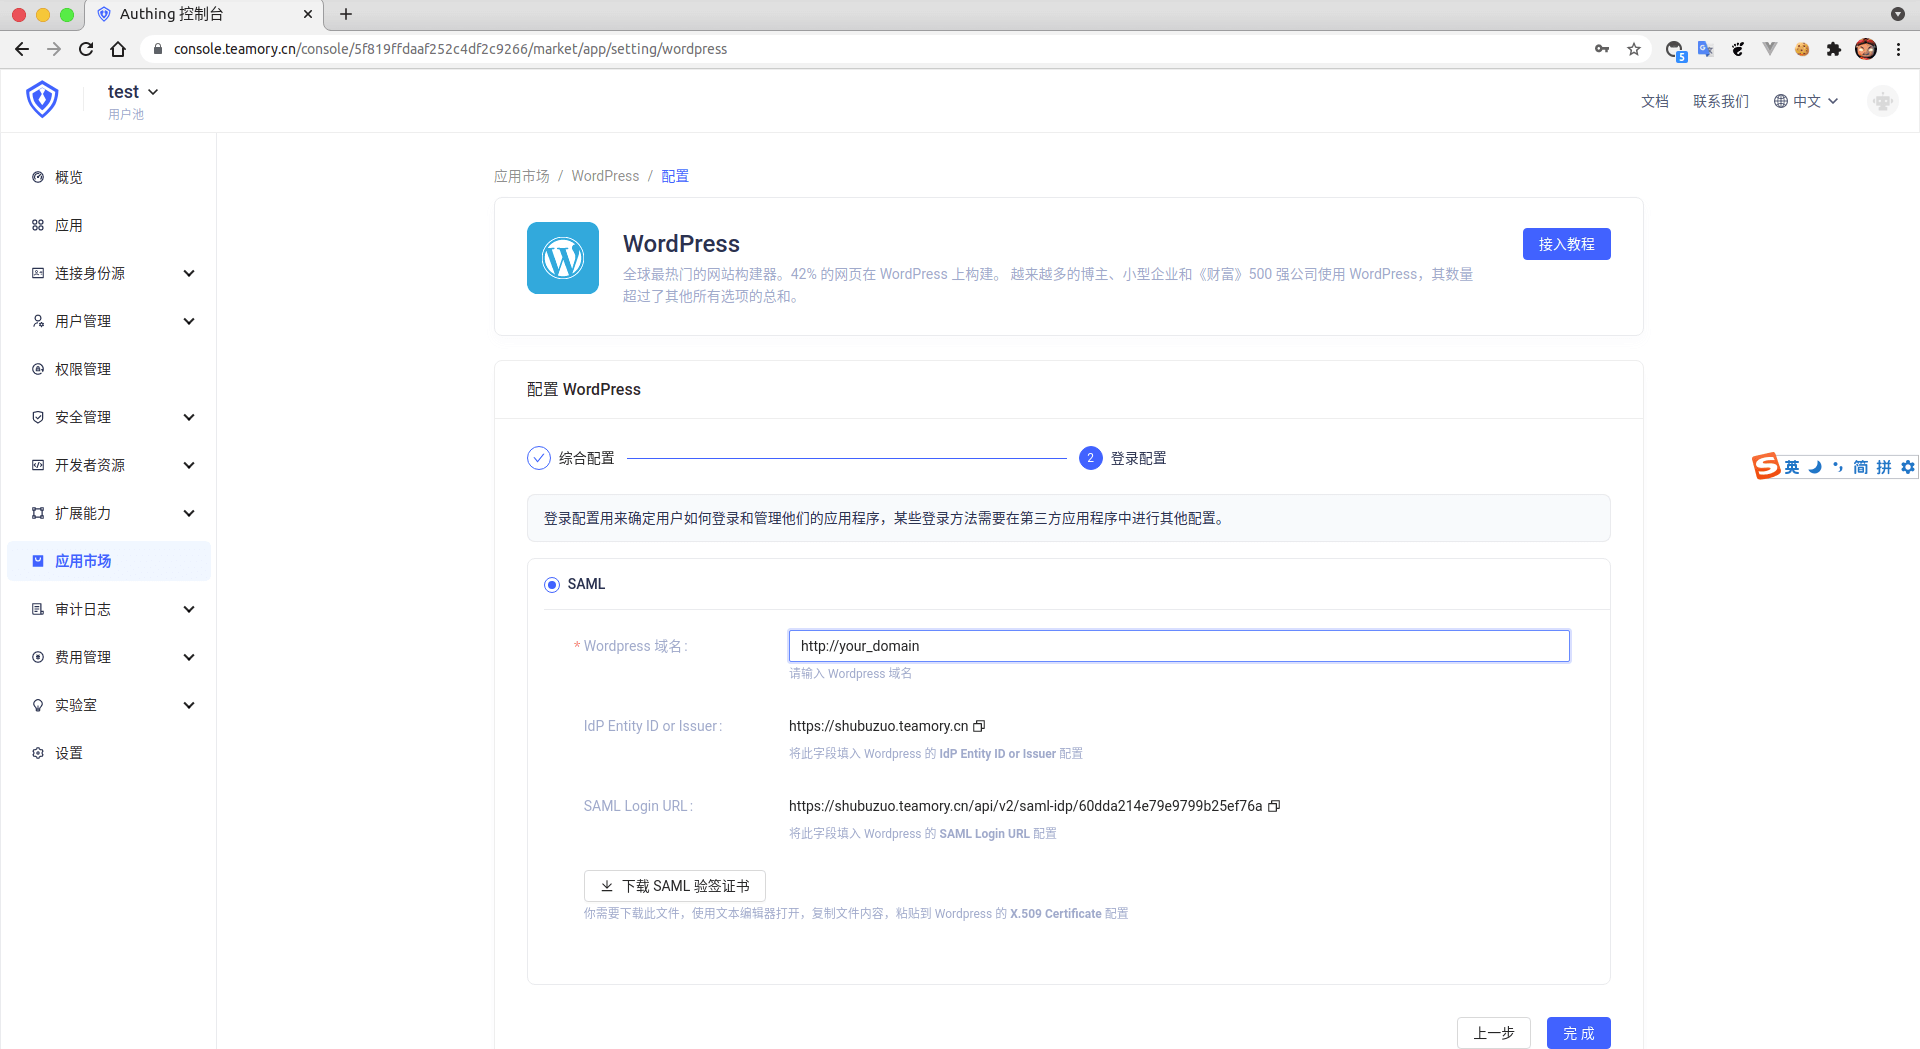 Authing 控制台
console.teamory.cn/console/5f819ffdaaf252c4df2c9266/market/app/setting/wordpress
test
用户池
文档
联系我们
中文
概览
应用
连接身份源
用户管理
权限管理
安全管理
开发者资源
扩展能力
应用市场
审计日志
费用管理
实验室
设置
应用市场 / WordPress / 配置
WordPress
接入教程
全球最热门的网站构建器。42% 的网页在 WordPress 上构建。 越来越多的博主、小型企业和《财富》500 强公司使用 WordPress，其数量
超过了其他所有选项的总和。
配置 WordPress
综合配置
2 登录配置
登录配置用来确定用户如何登录和管理他们的应用程序，某些登录方法需要在第三方应用程序中进行其他配置。
SAML
* Wordpress 域名:
http://your_domain
请输入 Wordpress 域名
IdP Entity ID or Issuer:
https://shubuzuo.teamory.cn
将此字段填入 Wordpress 的 IdP Entity ID or Issuer 配置
SAML Login URL:
https://shubuzuo.teamory.cn/api/v2/saml-idp/60dda214e79e9799b25ef76a
将此字段填入 Wordpress 的 SAML Login URL 配置
下载 SAML 验签证书
你需要下载此文件，使用文本编辑器打开，复制文件内容，粘贴到 Wordpress 的 X.509 Certificate 配置
上一步
完 成
S 英 简 拼